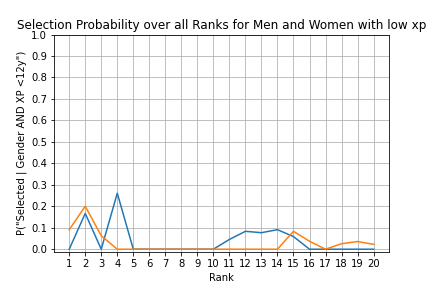 Selection Probability over all Ranks for Men and Women with low xp
1.0
0.9
0.8
0.7
0.6
0.5
0.4
0.3
0.2
0.1
0.0
P("Selected | Gender AND XP <12y")
1 2 3 4 5 6 7 8 9 10 11 12 13 14 15 16 17 18 19 20
Rank